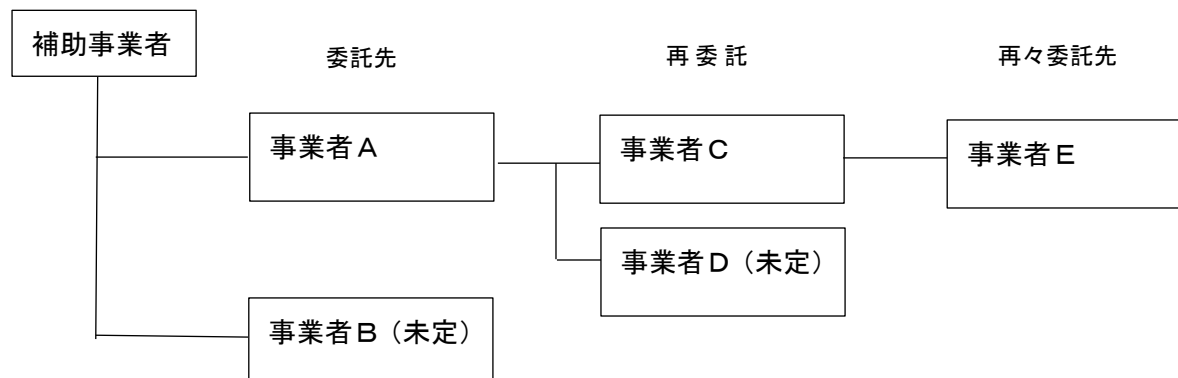 補助事業者
委託先
再委託
再々委託先
事業者A
事業者C
事業者E
事業者D(未定)
事業者B(未定)